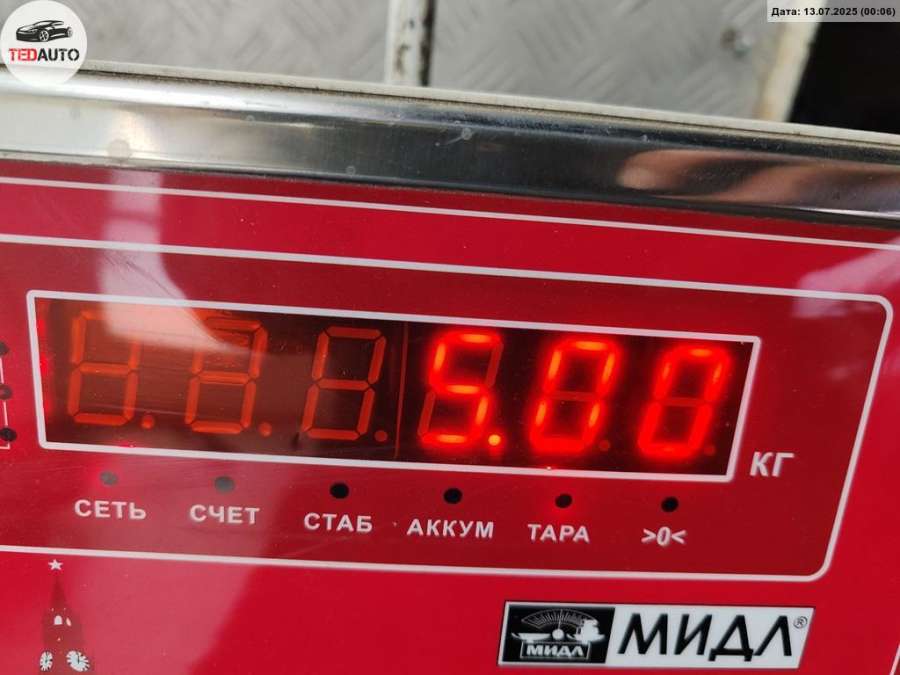 TEDAUTO
Дата: 13.07.2025 (00:06)
5.00
КГ
СЕТЬ СЧЕТ СТАБ АККУМ ТАРА >0<
МИДЛ МИДЛ®